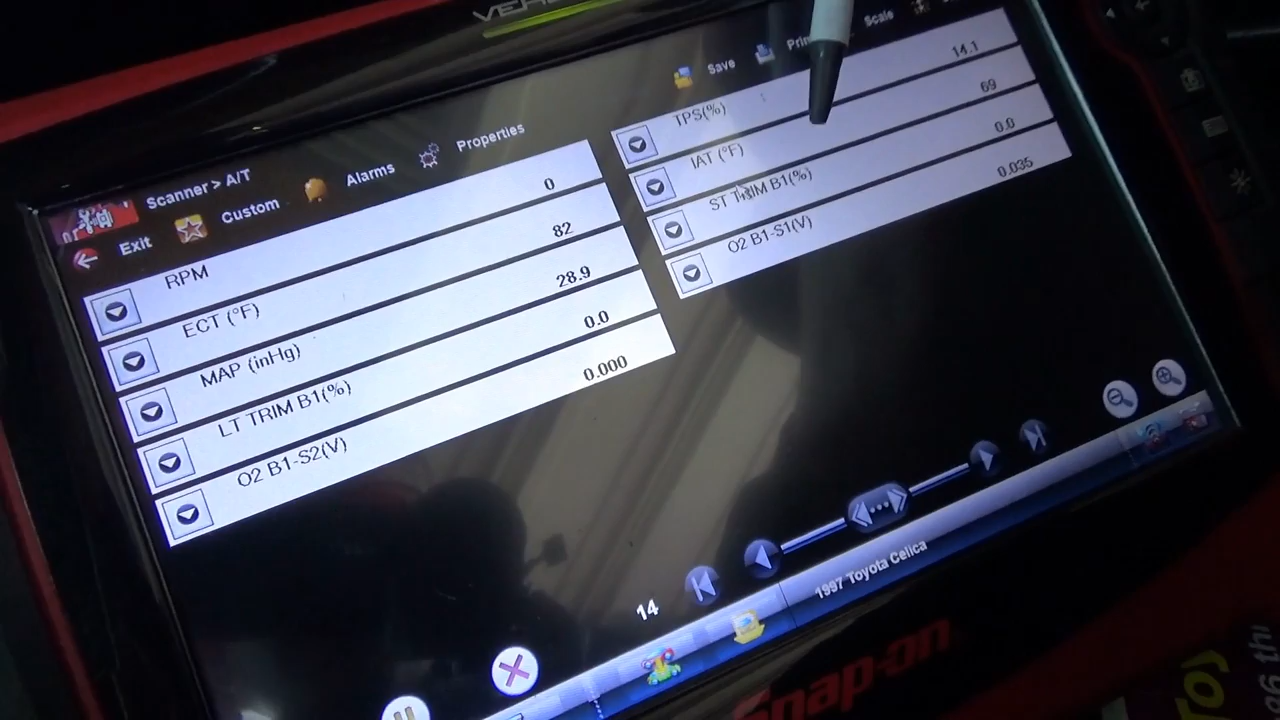 Scanner > A/T
Save
Scale
Exit
Custom
Alarms
Properties
RPM 0
ECT (°F) 82
MAP (inHg) 28.9
LT TRIM B1(%) 0.0
O2 B1-S2(V) 0.000
TPS(%) 14.1
IAT (°F) 69
ST TRIM B1(%) 0.0
O2 B1-S1(V) 0.035
14
1997 Toyota Celica
Snap-on